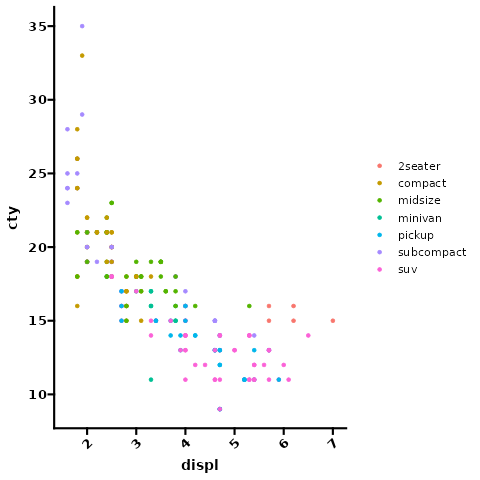 cty
35
30
25
20
15
10
2
3
4
5
6
7
displ
2seater
compact
midsize
minivan
pickup
subcompact
suv